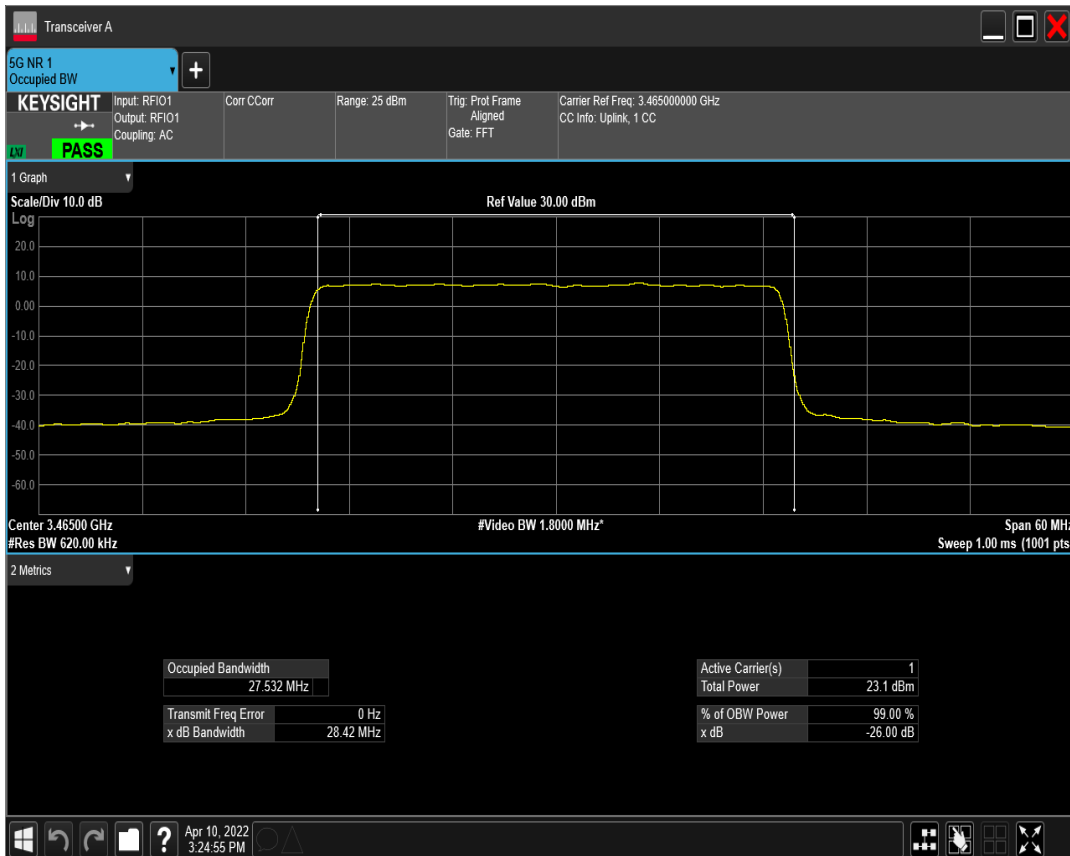 Transceiver A
5G NR 1
Occupied BW
+
KEYSIGHT
Input: RFIO1
Output: RFIO1
Coupling: AC
Corr CCorr
Range: 25 dBm
Trig: Prot Frame
Aligned
Gate: FFT
Carrier Ref Freq: 3.465000000 GHz
CC Info: Uplink, 1 CC
LXI
PASS
1 Graph
Scale/Div 10.0 dB
Ref Value 30.00 dBm
Log
20.0
10.0
0.00
-10.0
-20.0
-30.0
-40.0
-50.0
-60.0
Center 3.46500 GHz
#Video BW 1.8000 MHz*
Span 60 MHz
#Res BW 620.00 kHz
Sweep 1.00 ms (1001 pts
2 Metrics
Occupied Bandwidth
27.532 MHz
Transmit Freq Error 0 Hz
x dB Bandwidth 28.42 MHz
Active Carrier(s) 1
Total Power 23.1 dBm
% of OBW Power 99.00 %
x dB -26.00 dB
?
Apr 10, 2022
3:24:55 PM